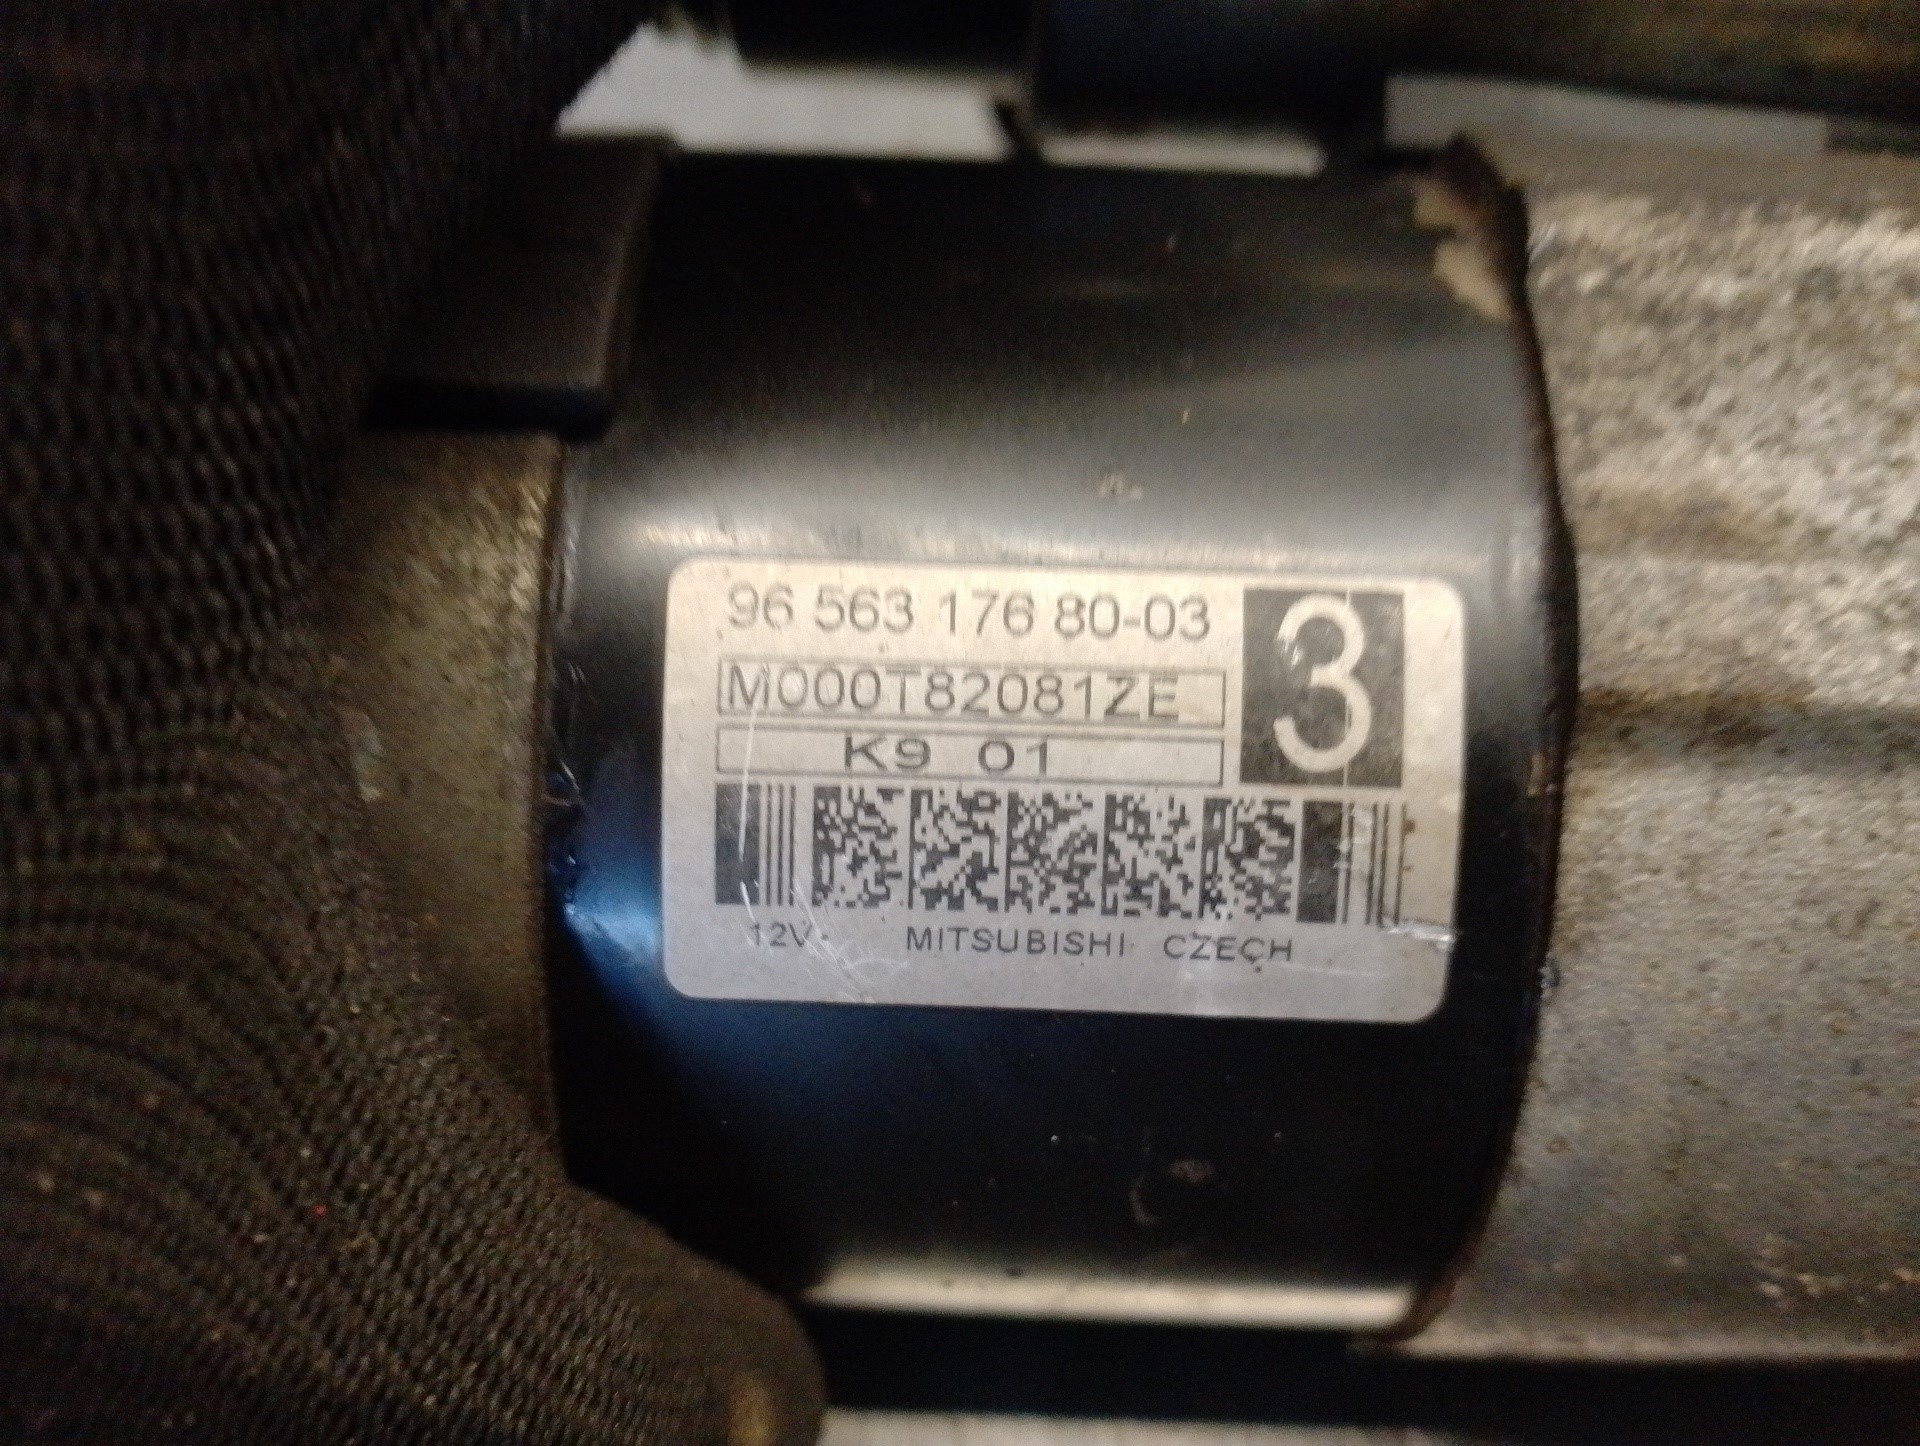 96 563 176 80-03
3
M000T82081ZE
K9 01
12V MITSUBISHI CZECH